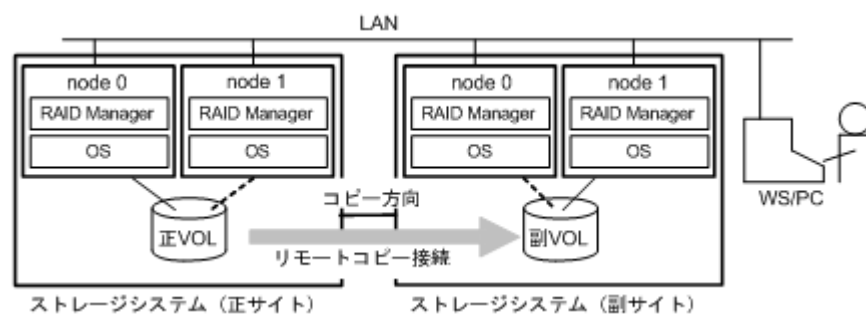 LAN
node 0
node 1
node 0
node 1
RAID Manager
RAID Manager
RAID Manager
RAID Manager
OS
OS
OS
OS
WS/PC
コピー方向
正VOL
副VOL
リモートコピー接続
ストレージシステム（正サイト）
ストレージシステム（副サイト）